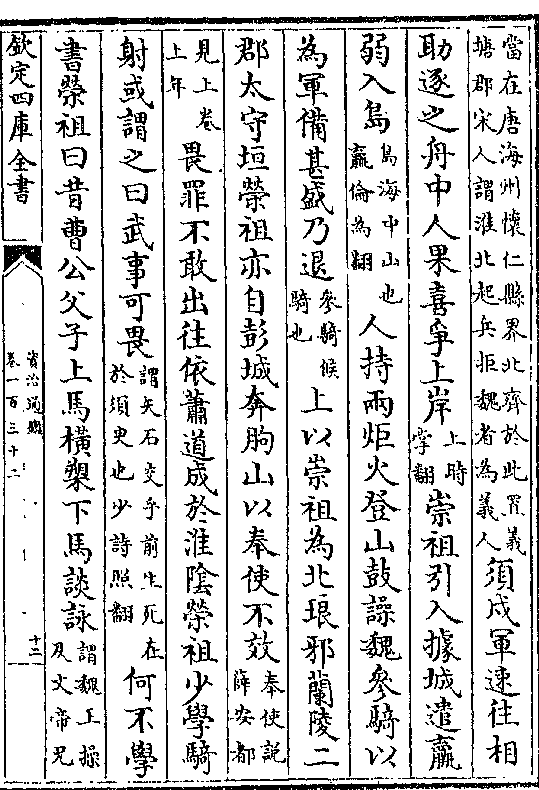 當在唐海州懷仁縣界北齊於此置義
塘郡宋人謂淮北起兵拒魏者為義人
須戍軍速往相
助逐之舟中人果喜爭上岸
上時
掌翻
崇祖引入據城遣羸
弱入島
島海中山也
羸倫為翻
人持兩炬火登山鼓譟魏參騎以
為軍備甚盛乃退
參騎候
騎也
上以崇祖為北琅邪蘭陵二
郡太守垣榮祖亦自彭城奔朐山以奉使不效
奉使説
薛安都
見上卷
上年
畏罪不敢出往依蕭道成於淮隂榮祖少學騎
射或謂之曰武事可畏
謂矢石交乎前生死在
於須臾也少詩照翻
何不學
書榮祖曰昔曹公父子上馬橫槊下馬談詠
謂魏王操
及文帝兄
欽定四庫全書
資治通鑑
卷一百三十二
十二